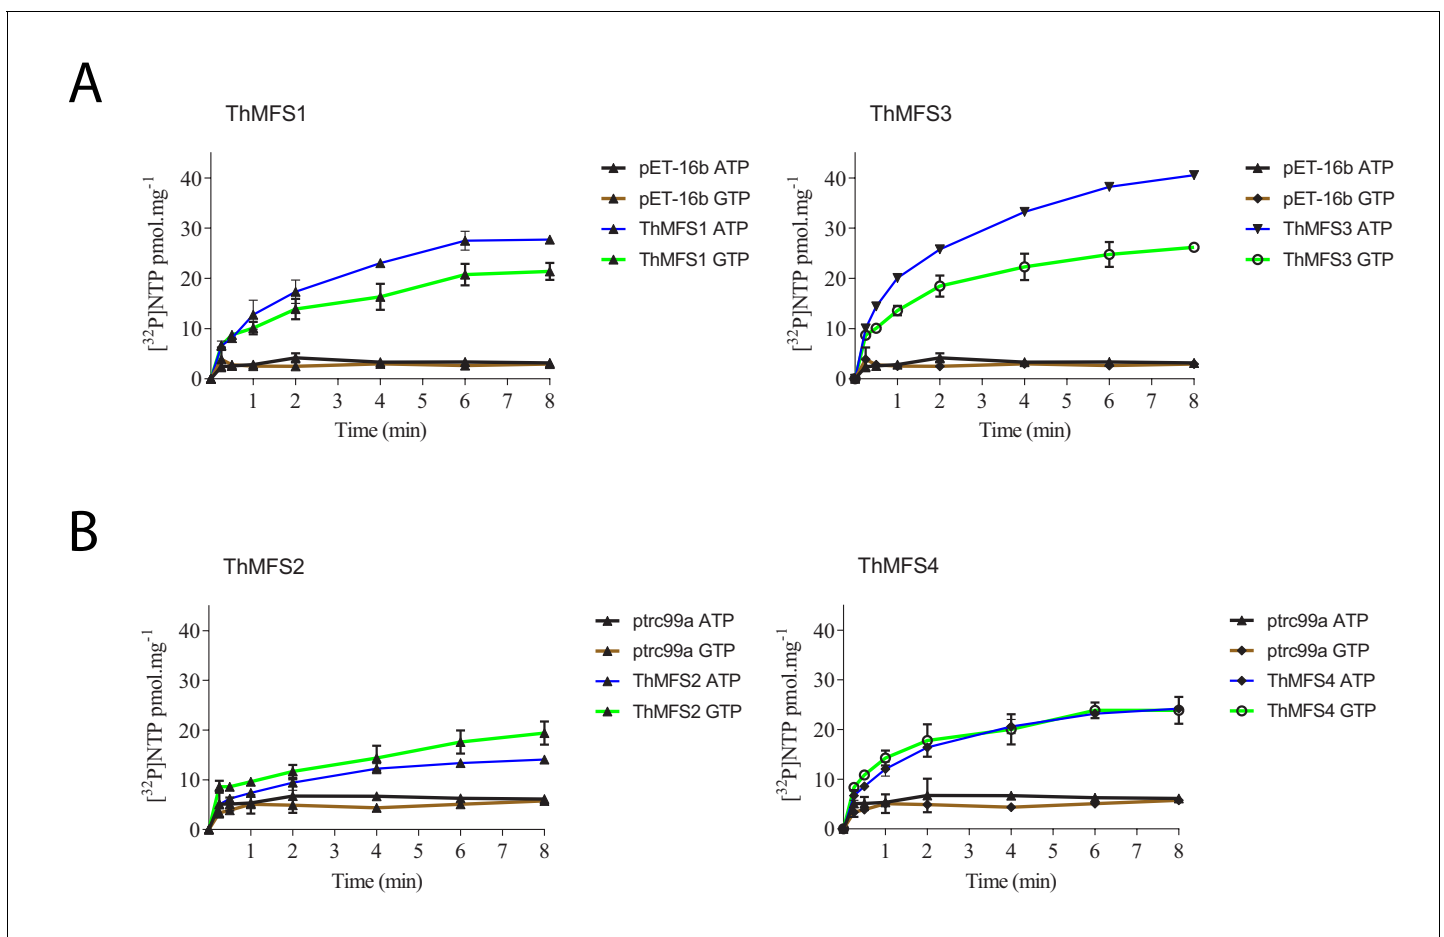 A
ThMFS1
[³²P]NTP pmol.mg⁻¹
40
30
20
10
0
1 2 3 4 5 6 7 8
Time (min)
pET-16b ATP
pET-16b GTP
ThMFS1 ATP
ThMFS1 GTP
ThMFS3
[³²P]NTP pmol.mg⁻¹
40
30
20
10
0
1 2 3 4 5 6 7 8
Time (min)
pET-16b ATP
pET-16b GTP
ThMFS3 ATP
ThMFS3 GTP
B
ThMFS2
[³²P]NTP pmol.mg⁻¹
40
30
20
10
0
1 2 3 4 5 6 7 8
Time (min)
ptrc99a ATP
ptrc99a GTP
ThMFS2 ATP
ThMFS2 GTP
ThMFS4
[³²P]NTP pmol.mg⁻¹
40
30
20
10
0
1 2 3 4 5 6 7 8
Time (min)
ptrc99a ATP
ptrc99a GTP
ThMFS4 ATP
ThMFS4 GTP